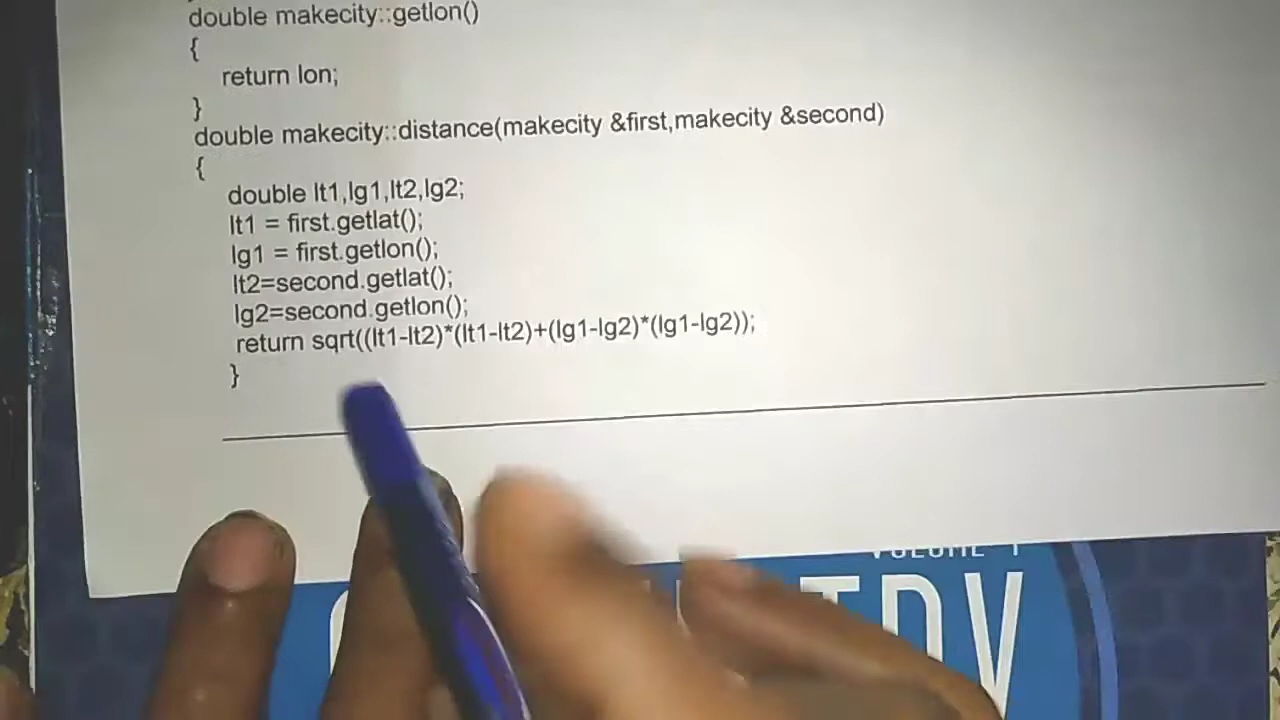 double makecity::getlon()
{
return lon;
}
double makecity::distance(makecity &first,makecity &second)
{
double lt1,lg1,lt2,lg2;
lt1 = first.getlat();
lg1 = first.getlon();
lt2=second.getlat();
lg2=second.getlon();
return sqrt((lt1-lt2)*(lt1-lt2)+(lg1-lg2)*(lg1-lg2));
}